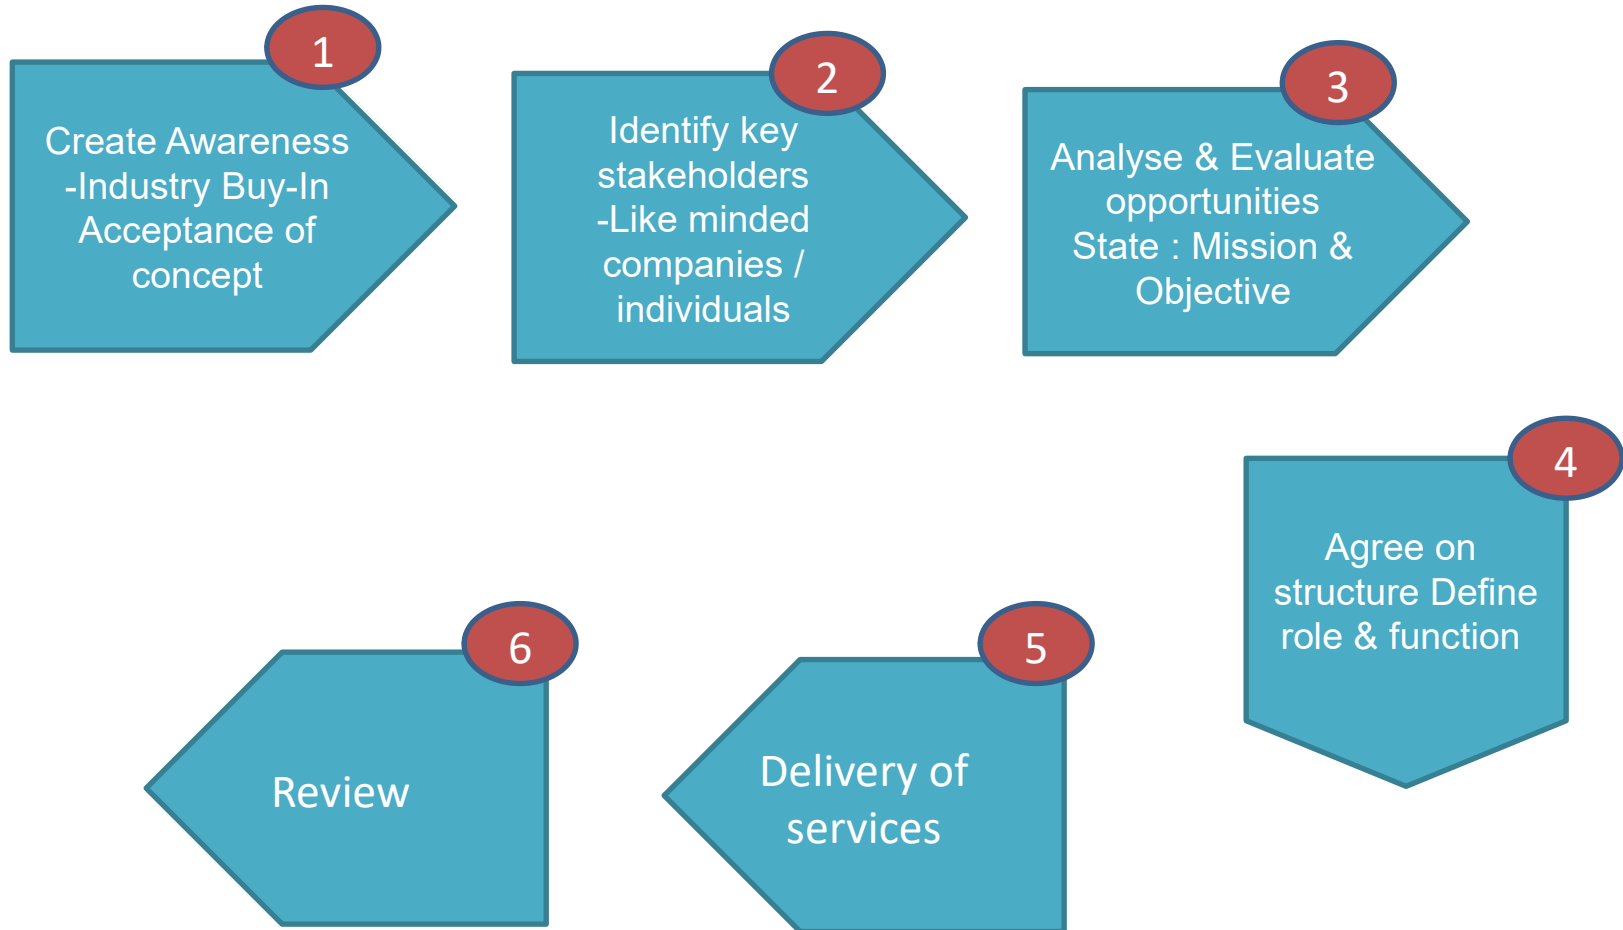 1
Create Awareness
-Industry Buy-In
Acceptance of
concept
2
Identify key
stakeholders
-Like minded
companies /
individuals
3
Analyse & Evaluate
opportunities
State : Mission &
Objective
4
Agree on
structure Define
role & function
5
Delivery of
services
6
Review